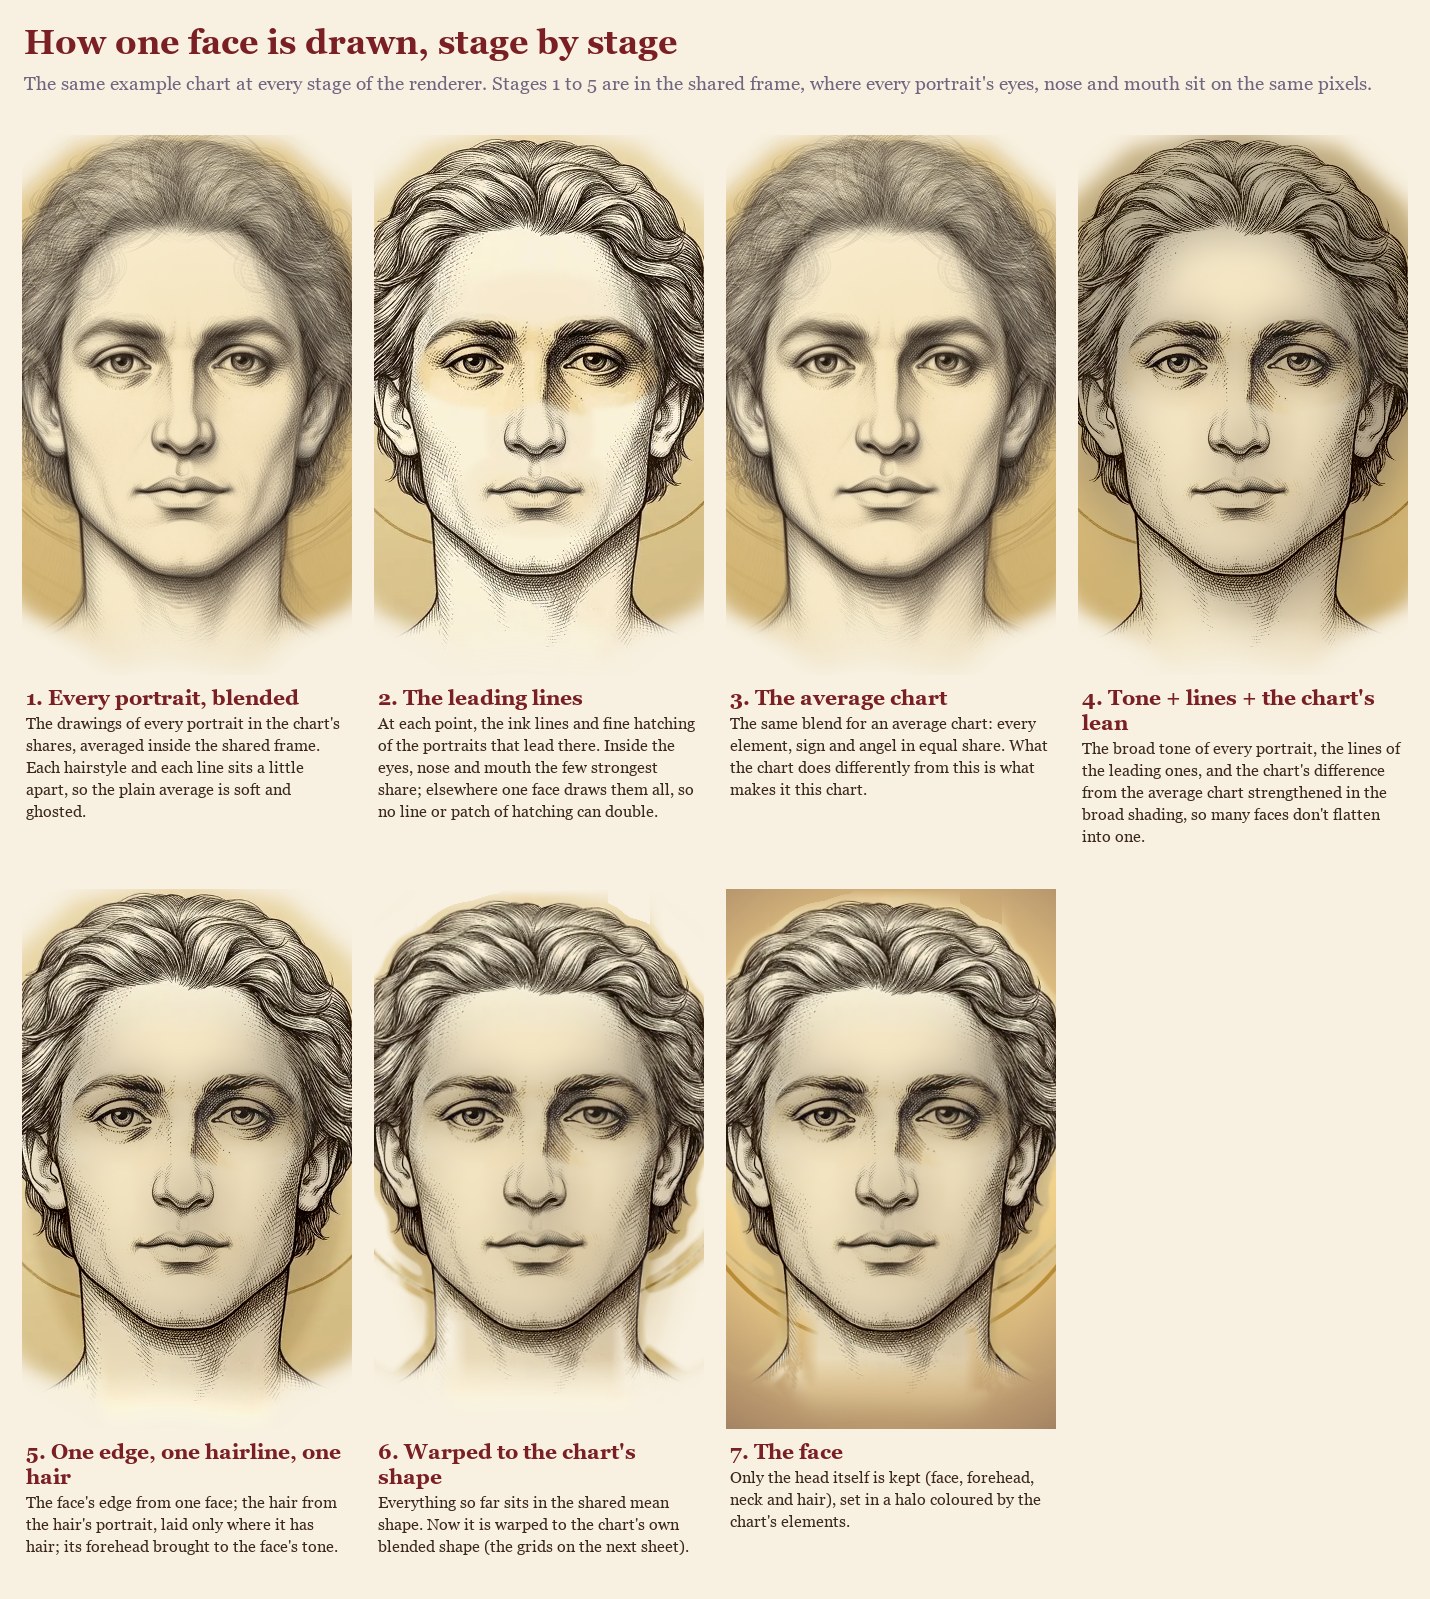 How one face is drawn, stage by stage
The same example chart at every stage of the renderer. Stages 1 to 5 are in the shared frame, where every portrait's eyes, nose and mouth sit on the same pixels.
1. Every portrait, blended
The drawings of every portrait in the chart's
shares, averaged inside the shared frame.
Each hairstyle and each line sits a little
apart, so the plain average is soft and
ghosted.
2. The leading lines
At each point, the ink lines and fine hatching
of the portraits that lead there. Inside the
eyes, nose and mouth the few strongest
share; elsewhere one face draws them all, so
no line or patch of hatching can double.
3. The average chart
The same blend for an average chart: every
element, sign and angel in equal share. What
the chart does differently from this is what
makes it this chart.
4. Tone + lines + the chart's
lean
The broad tone of every portrait, the lines of
the leading ones, and the chart's difference
from the average chart strengthened in the
broad shading, so many faces don't flatten
into one.
5. One edge, one hairline, one
hair
The face's edge from one face; the hair from
the hair's portrait, laid only where it has
hair; its forehead brought to the face's tone.
6. Warped to the chart's
shape
Everything so far sits in the shared mean
shape. Now it is warped to the chart's own
blended shape (the grids on the next sheet).
7. The face
Only the head itself is kept (face, forehead,
neck and hair), set in a halo coloured by the
chart's elements.